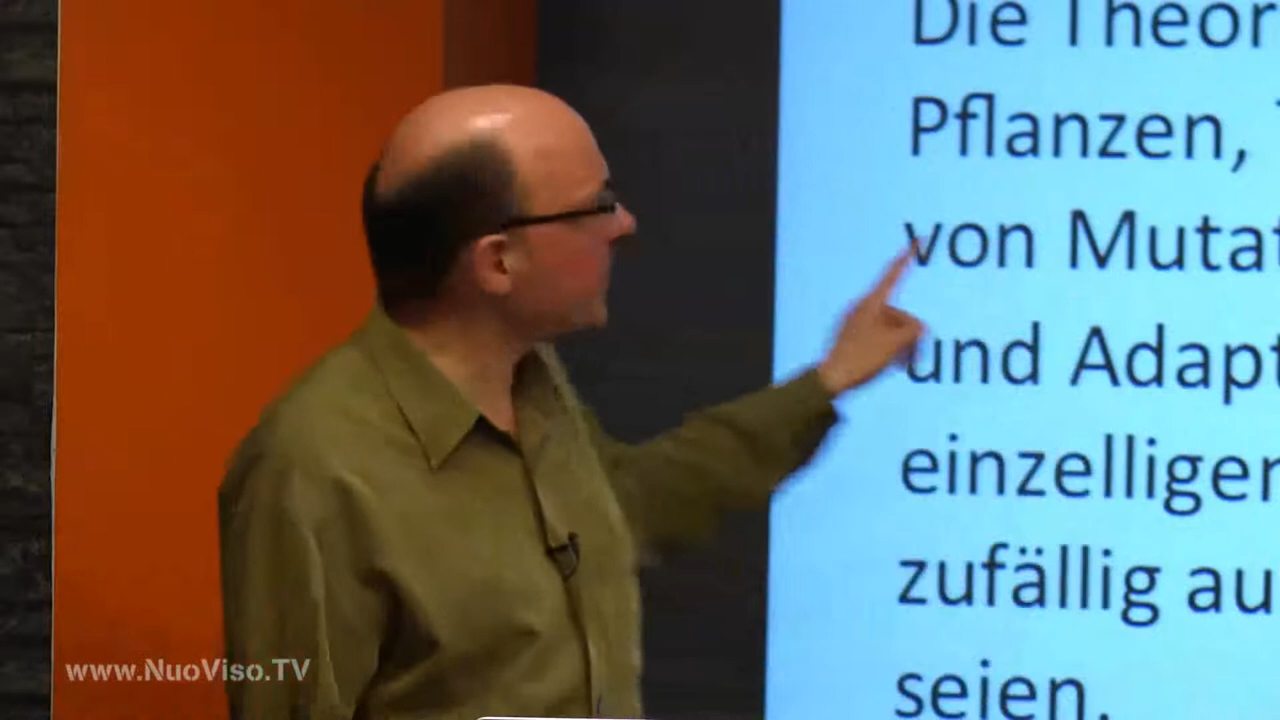 Die Theor
Pflanzen,
von Mutat
und Adapt
einzelliger
zufällig au
seien.
www.NuoViso.TV